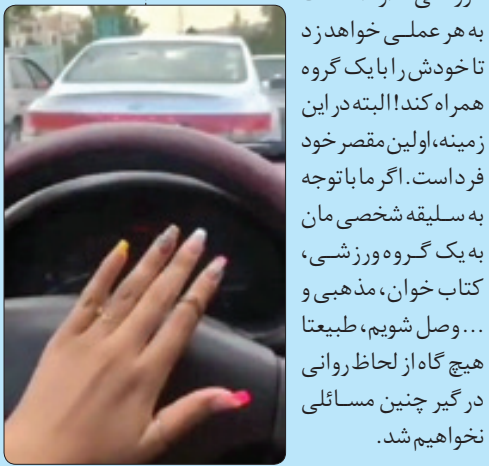 به هر عملی خواهد زد
تا خودش را با یک گروه
همراه کند! البته در این
زمینه، اولین مقصر خود
فرد است. اگر ما با توجه
به سلیقه شخصی مان
به یک گروه ورزشی،
کتاب خوان، مذهبی و
... وصل شویم، طبیعتا
هیچ گاه از لحاظ روانی
درگیر چنین مسائلی
نخواهیم شد.